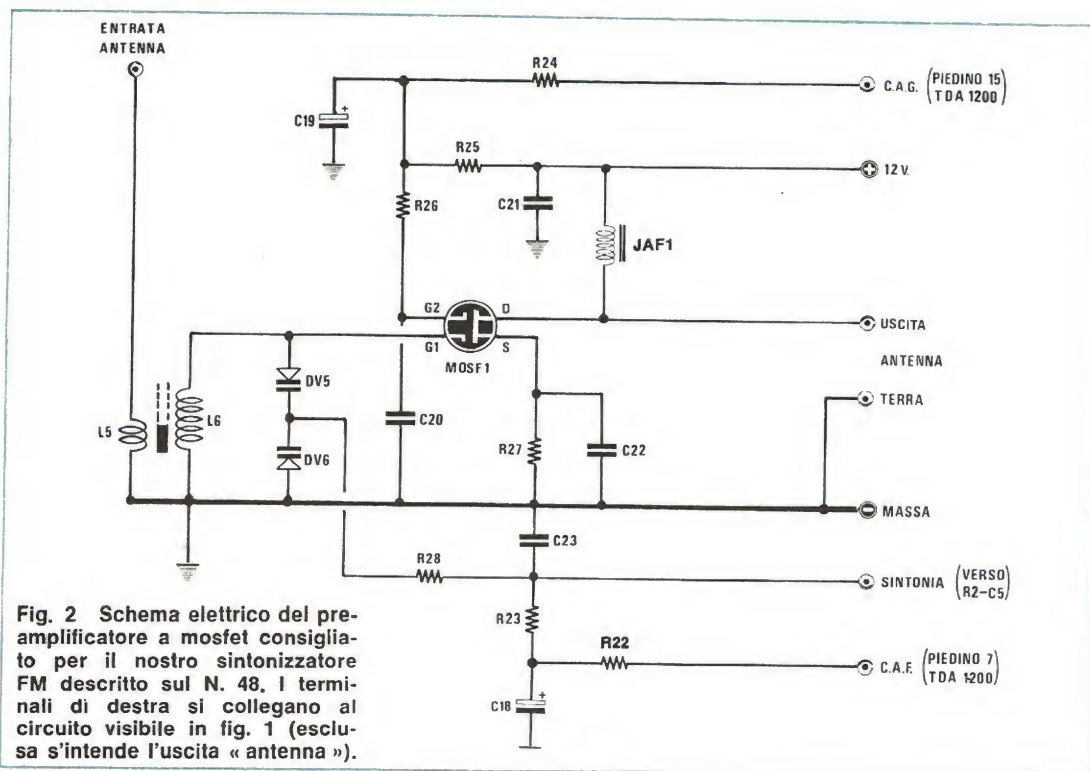 ENTRATA
ANTENNA
R24
C.A.G. (PIEDINO 15)
TDA 1200
C19
+
R25
12 V.
R26
C21
JAF1
G2
D
G1
S
MOSF1
USCITA
ANTENNA
TERRA
DV5
L5
L6
C20
R27
C22
DV6
MASSA
C23
R28
SINTONIA (VERSO)
R2-C5
R23
R22
C.A.F. (PIEDINO 7)
TDA 1200
C18
+
Fig. 2 Schema elettrico del pre-
amplificatore a mosfet consiglia-
to per il nostro sintonizzatore
FM descritto sul N. 48. I termi-
nali di destra si collegano al
circuito visibile in fig. 1 (esclu-
sa s'intende l'uscita « antenna »).